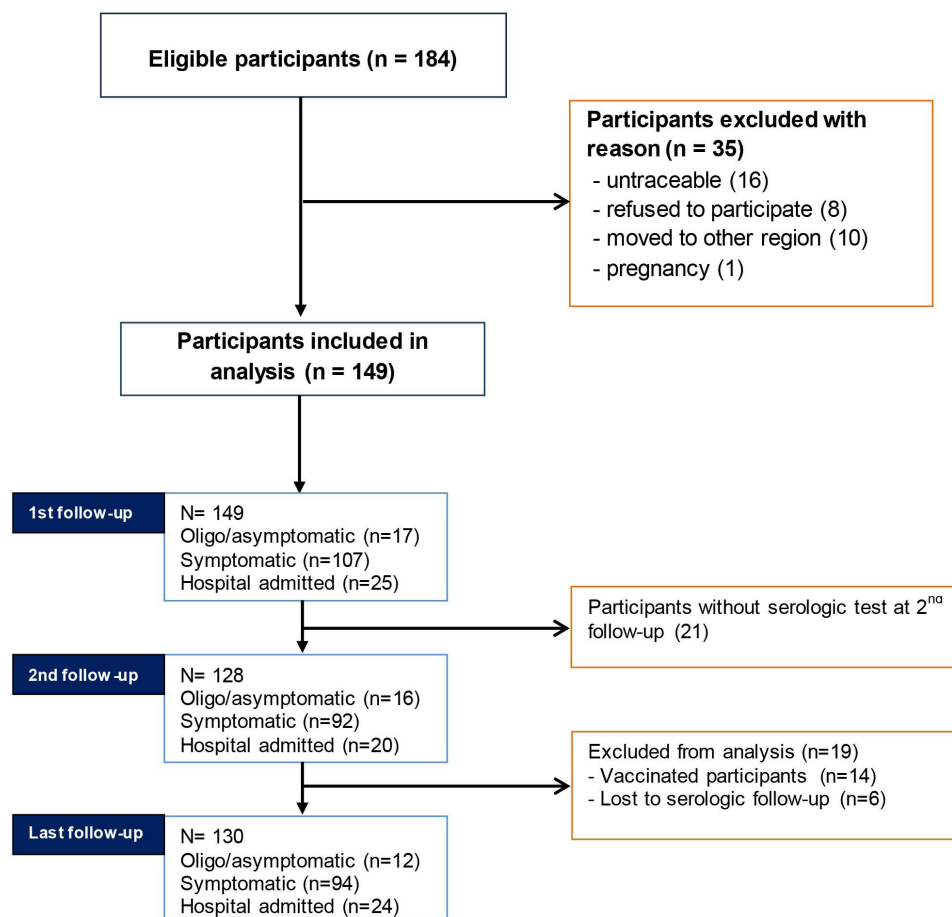 Eligible participants (n = 184)
Participants excluded with
reason (n = 35)
- untraceable (16)
- refused to participate (8)
- moved to other region (10)
- pregnancy (1)
Participants included in
analysis (n = 149)
1st follow-up
N= 149
Oligo/asymptomatic (n=17)
Symptomatic (n=107)
Hospital admitted (n=25)
Participants without serologic test at 2nd
follow-up (21)
2nd follow-up
N= 128
Oligo/asymptomatic (n=16)
Symptomatic (n=92)
Hospital admitted (n=20)
Excluded from analysis (n=19)
- Vaccinated participants (n=14)
- Lost to serologic follow-up (n=6)
Last follow-up
N= 130
Oligo/asymptomatic (n=12)
Symptomatic (n=94)
Hospital admitted (n=24)